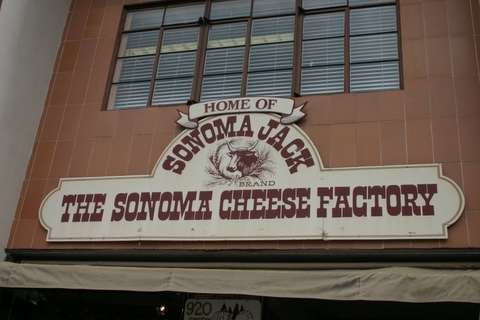 HOME OF
SONOMA JACK
BRAND
THE SONOMA CHEESE FACTORY
920